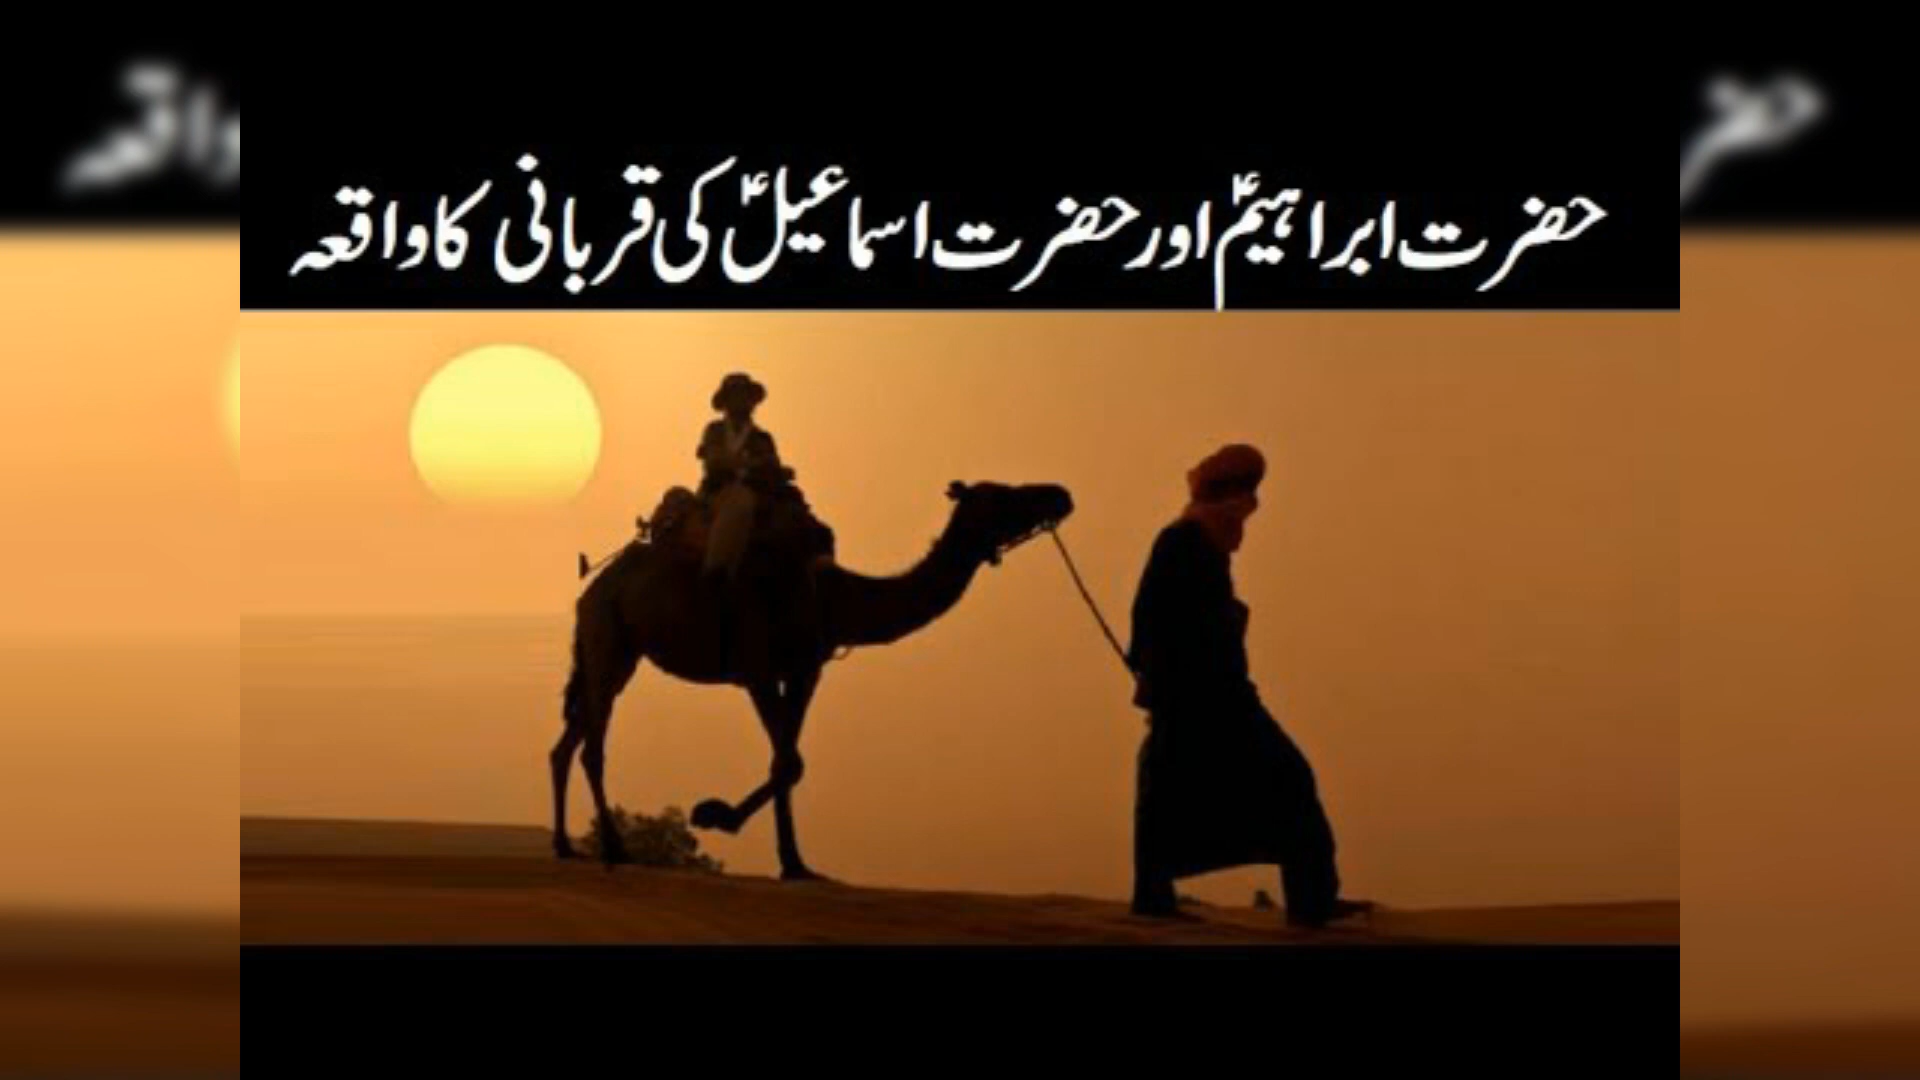 حضرت ابراہیمؑ اور حضرت اسماعیلؑ کی قربانی کا واقعہ